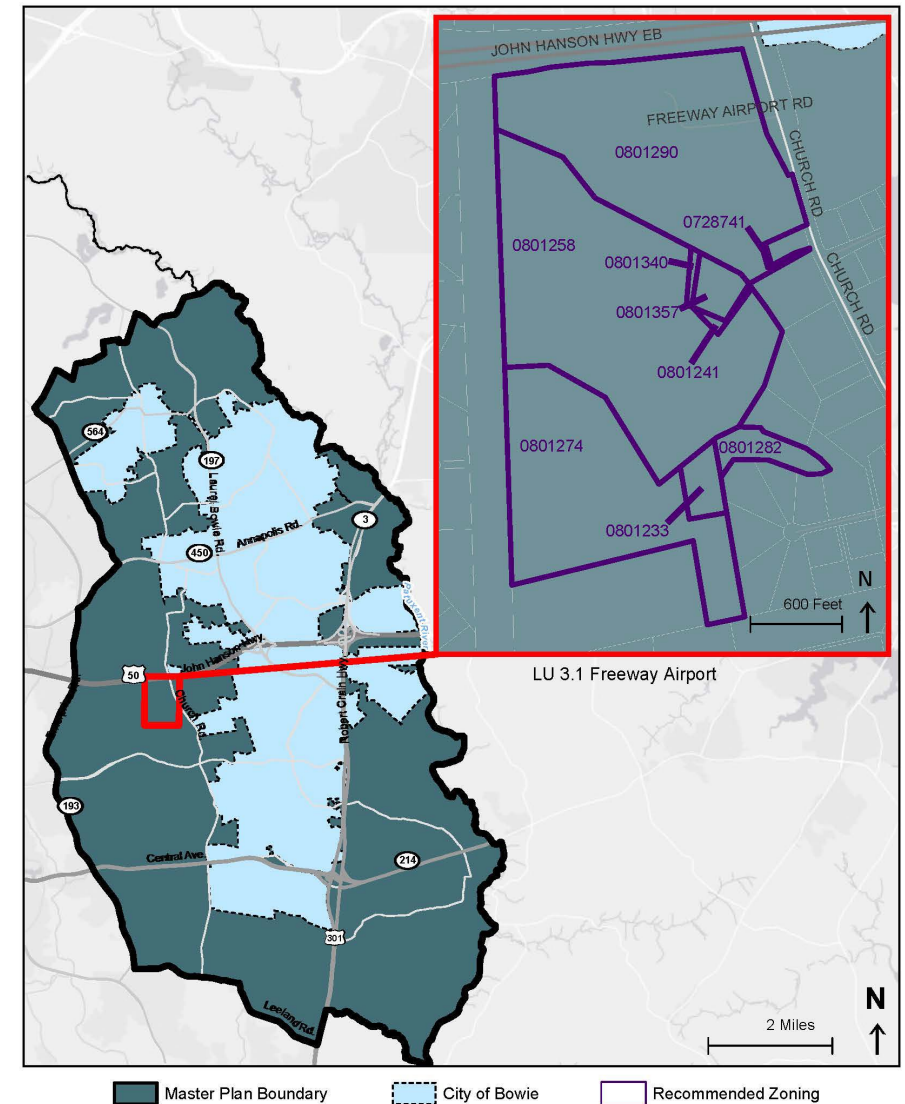 JOHN HANSON HWY EB
FREEWAY AIRPORT RD
CHURCH RD
0801290
0728741
0801258
0801340
CHURCH RD
0801357
0801241
0801274
0801282
0801233
N
600 Feet
LU 3.1 Freeway Airport
564
197
Laurel Bowie Rd.
3
Annapolis Rd.
450
Patuxent River
John Hanson Hwy.
50
Church Rd.
Robert Crain Hwy.
193
Central Ave.
214
301
Leeland Rd.
N
2 Miles
Master Plan Boundary
City of Bowie
Recommended Zoning